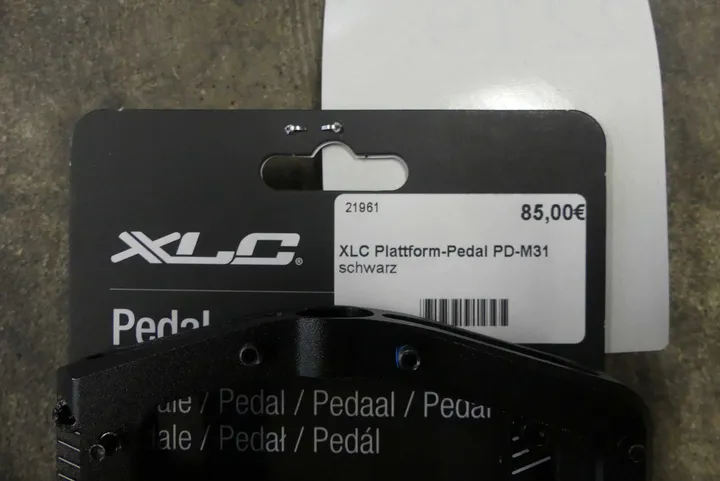 21961
85,00€
XLC Plattform-Pedal PD-M31
schwarz
XLC®
Pedal
/ Pedal / Pedaal / Pedal
/ Pedał / Pedál